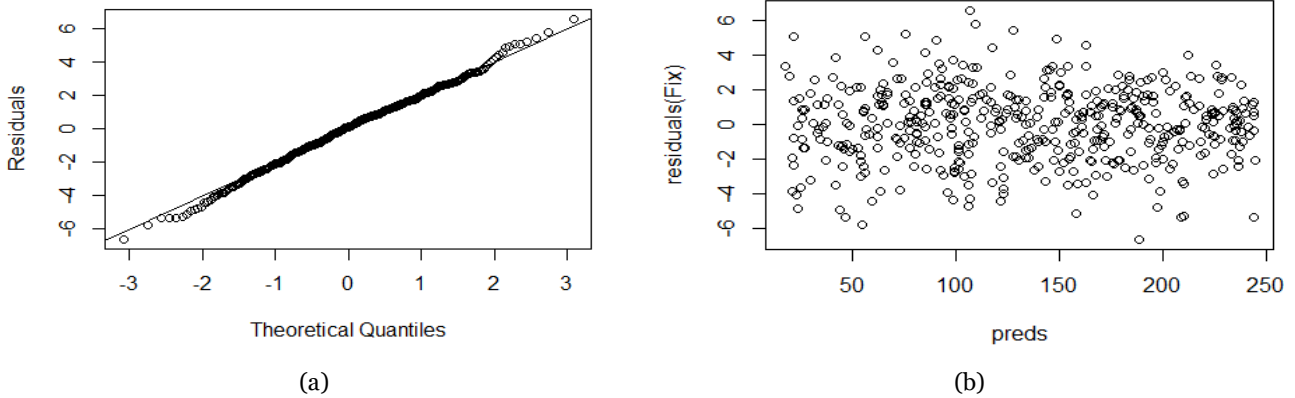 Residuals
6
4
2
0
-2
-4
-6
-3 -2 -1 0 1 2 3
Theoretical Quantiles
(a)
residuals(Fix)
6
4
2
0
-2
-4
-6
50 100 150 200 250
preds
(b)